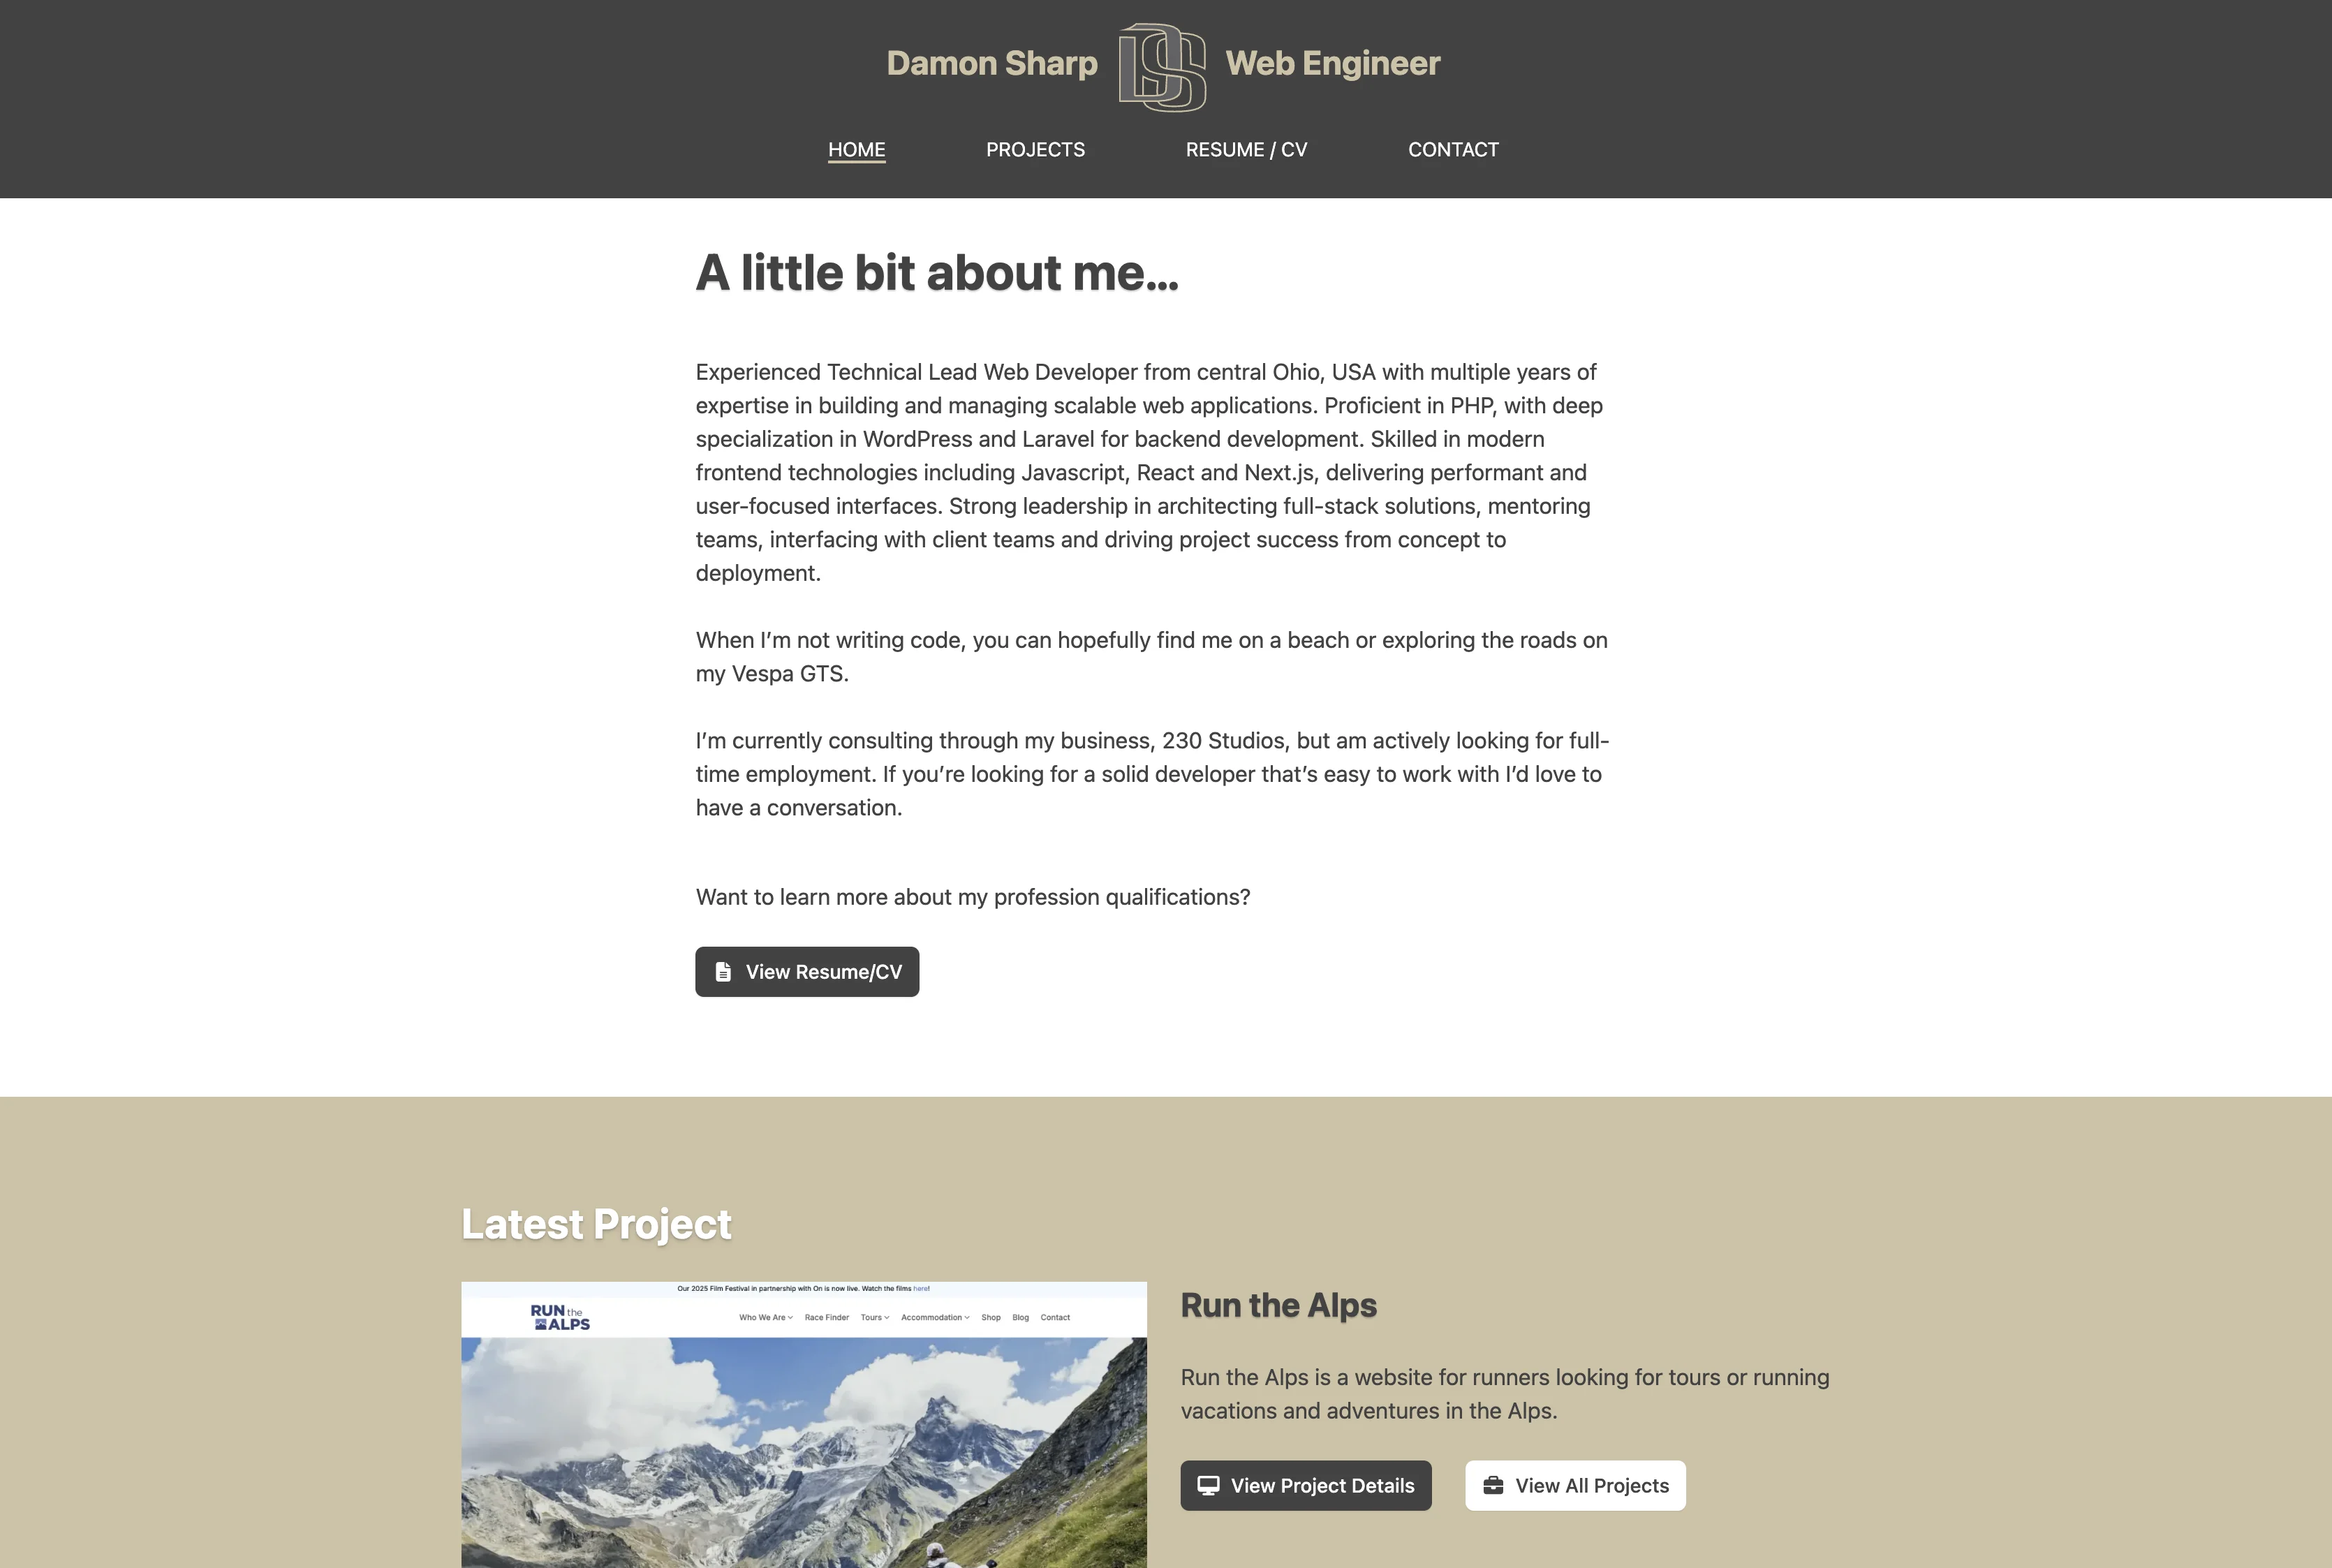 Damon Sharp DS Web Engineer
HOME PROJECTS RESUME / CV CONTACT
A little bit about me...
Experienced Technical Lead Web Developer from central Ohio, USA with multiple years of
expertise in building and managing scalable web applications. Proficient in PHP, with deep
specialization in WordPress and Laravel for backend development. Skilled in modern
frontend technologies including Javascript, React and Next.js, delivering performant and
user-focused interfaces. Strong leadership in architecting full-stack solutions, mentoring
teams, interfacing with client teams and driving project success from concept to
deployment.
When I’m not writing code, you can hopefully find me on a beach or exploring the roads on
my Vespa GTS.
I’m currently consulting through my business, 230 Studios, but am actively looking for full-
time employment. If you’re looking for a solid developer that’s easy to work with I’d love to
have a conversation.
Want to learn more about my profession qualifications?
View Resume/CV
Latest Project
Our 2025 Film Festival in partnership with On is now live. Watch the films here!
RUN the
ALPS
Who We Are Race Finder Tours Accommodation Shop Blog Contact
Run the Alps
Run the Alps is a website for runners looking for tours or running
vacations and adventures in the Alps.
View Project Details View All Projects